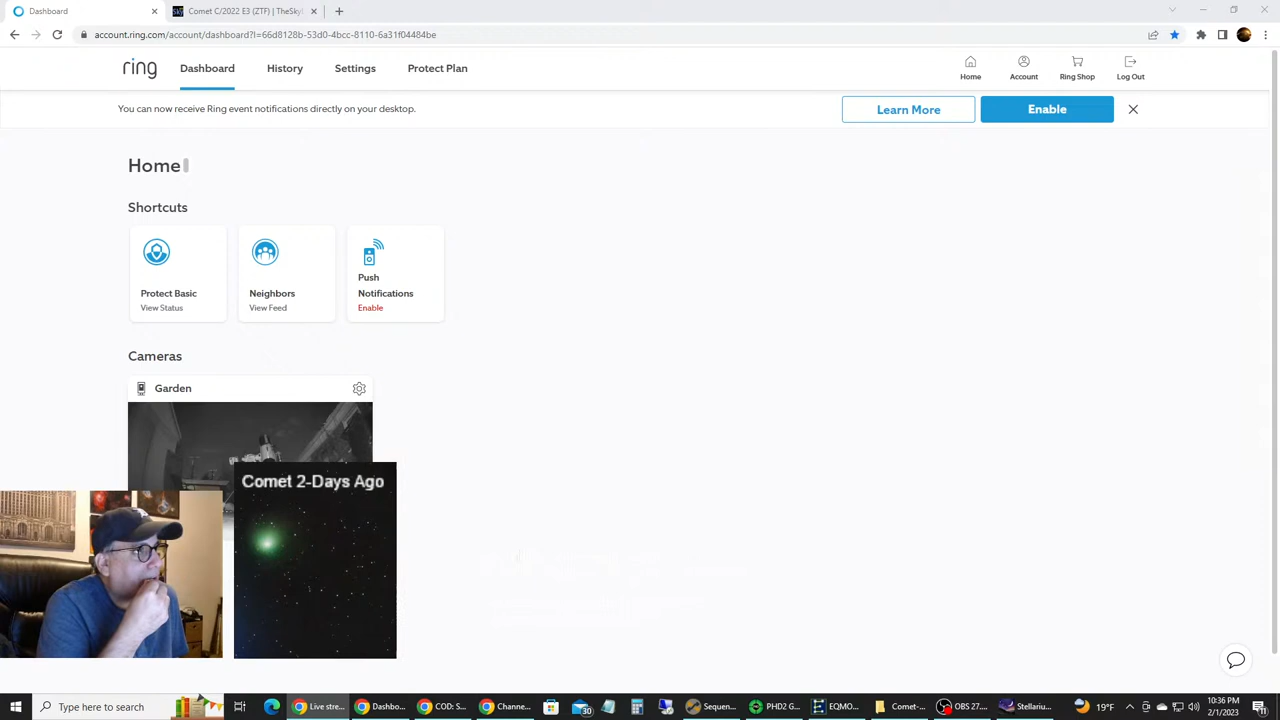 Dashboard
Comet C/2022 E3 (ZTF) | TheSkyl
account.ring.com/account/dashboard?l=66d8128b-53d0-4bcc-8110-6a31f04484be
ring
Dashboard
History
Settings
Protect Plan
Home
Account
Ring Shop
Log Out
You can now receive Ring event notifications directly on your desktop.
Learn More
Enable
Home
Shortcuts
Protect Basic
View Status
Neighbors
View Feed
Push
Notifications
Enable
Cameras
Garden
Comet 2-Days Ago
Type here to search
Live stre...
Dashbo...
COD: S...
Channe...
30
Sequen...
PHD2 G...
EQMO...
Comet-...
OBS 27....
Stellariu...
19°F
10:36 PM
2/1/2023
11